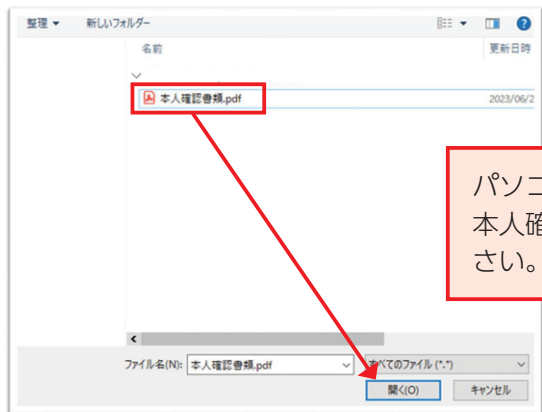 整理 ▼ 新しいフォルダー
名前 更新日時
本人確認書類.pdf 2023/06/2
パソコ
本人確
さい。
ファイル名(N): 本人確認書類.pdf すべてのファイル (*.*)
開く(O) キャンセル